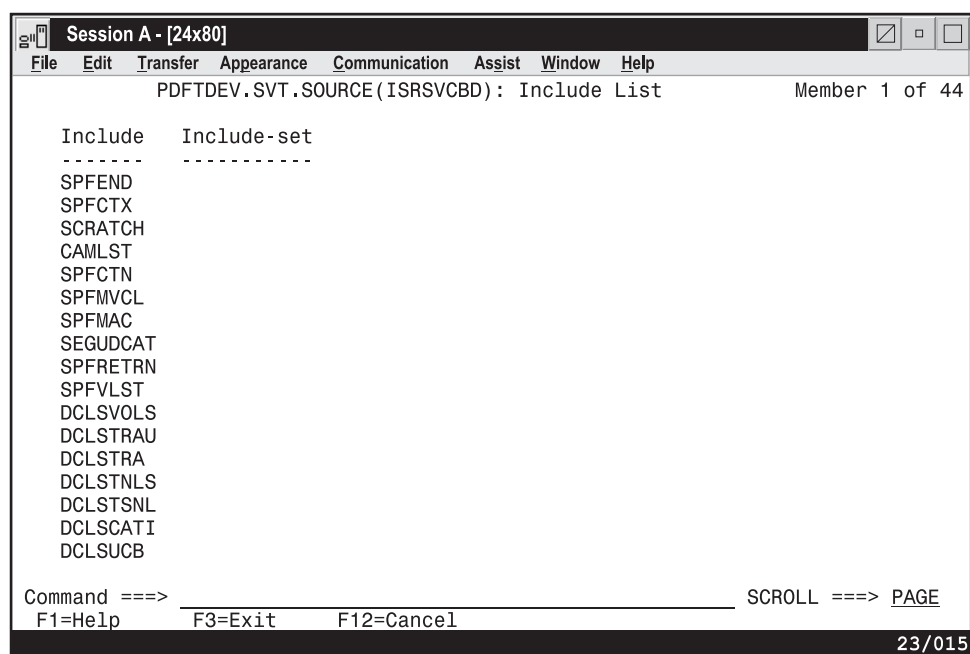 Session A - [24x80]
File Edit Transfer Appearance Communication Assist Window Help
PDFTDEV.SVT.SOURCE(ISRSVCBD): Include List Member 1 of 44
Include Include-set
------- -----------
SPFEND
SPFCTX
SCRATCH
CAMLST
SPFCTN
SPFMVCL
SPFMAC
SEGUDCAT
SPFRETRN
SPFVLST
DCLSVOLS
DCLSTRAU
DCLSTRA
DCLSTNLS
DCLSTSNL
DCLSCATI
DCLSUCB
Command ===> SCROLL ===> PAGE
F1=Help F3=Exit F12=Cancel
23/015